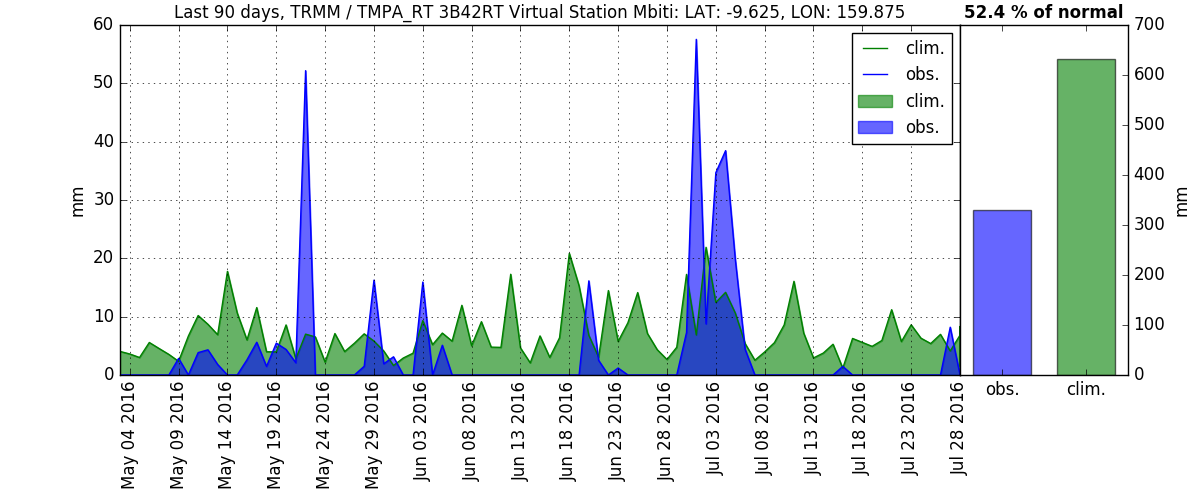 Last 90 days, TRMM / TMPA_RT 3B42RT Virtual Station Mbiti: LAT: -9.625, LON: 159.875
52.4 % of normal
60
50
40
30
20
10
0
mm
clim.
obs.
clim.
obs.
May 04 2016
May 09 2016
May 14 2016
May 19 2016
May 24 2016
May 29 2016
Jun 03 2016
Jun 08 2016
Jun 13 2016
Jun 18 2016
Jun 23 2016
Jun 28 2016
Jul 03 2016
Jul 08 2016
Jul 13 2016
Jul 18 2016
Jul 23 2016
Jul 28 2016
700
600
500
400
300
200
100
0
mm
obs.
clim.